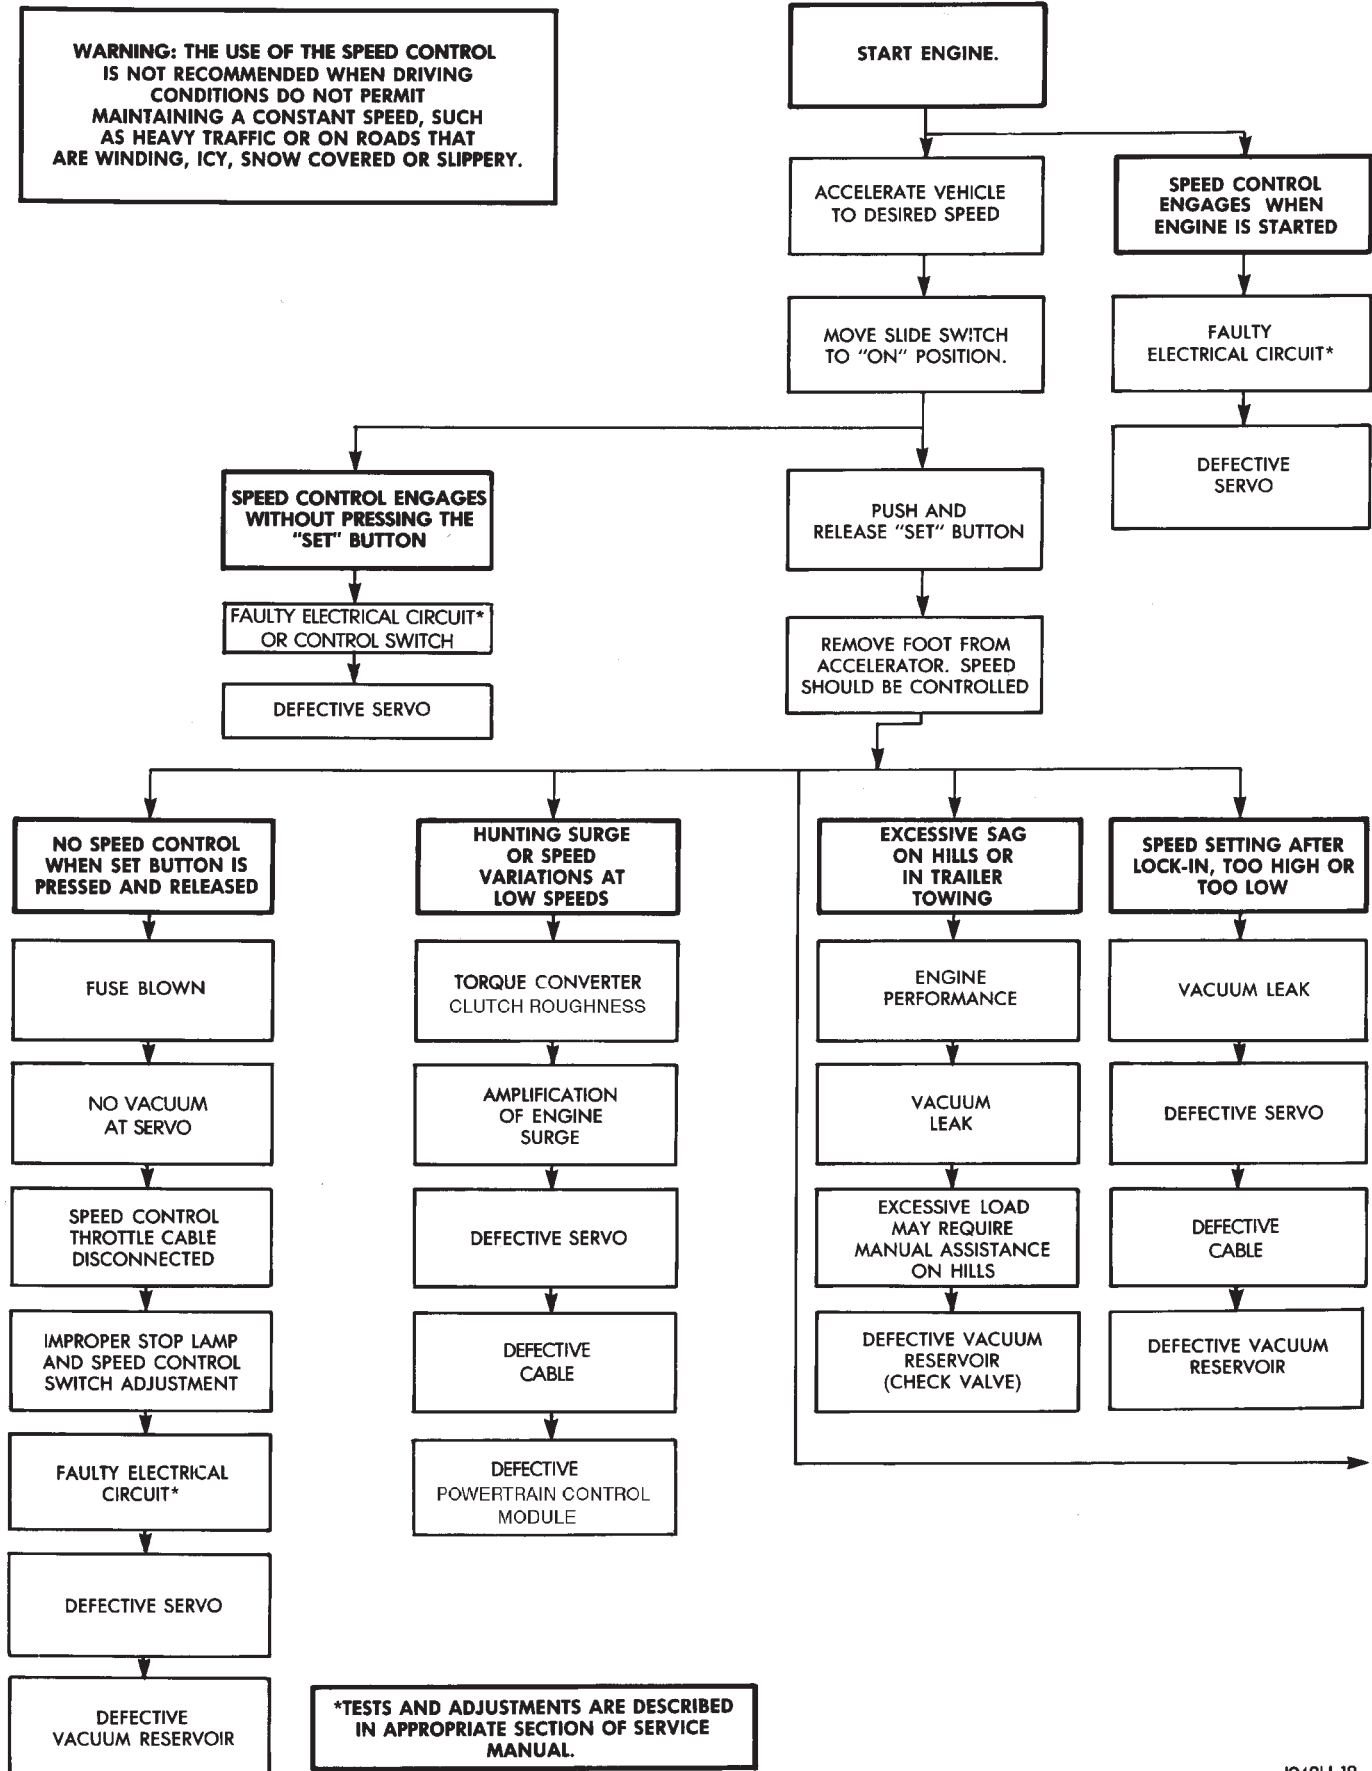 WARNING: THE USE OF THE SPEED CONTROL
IS NOT RECOMMENDED WHEN DRIVING
CONDITIONS DO NOT PERMIT
MAINTAINING A CONSTANT SPEED, SUCH
AS HEAVY TRAFFIC OR ON ROADS THAT
ARE WINDING, ICY, SNOW COVERED OR SLIPPERY.
START ENGINE.
ACCELERATE VEHICLE
TO DESIRED SPEED
SPEED CONTROL
ENGAGES WHEN
ENGINE IS STARTED
MOVE SLIDE SWITCH
TO "ON" POSITION.
FAULTY
ELECTRICAL CIRCUIT*
DEFECTIVE
SERVO
SPEED CONTROL ENGAGES
WITHOUT PRESSING THE
"SET" BUTTON
PUSH AND
RELEASE "SET" BUTTON
FAULTY ELECTRICAL CIRCUIT*
OR CONTROL SWITCH
DEFECTIVE SERVO
REMOVE FOOT FROM
ACCELERATOR. SPEED
SHOULD BE CONTROLLED
NO SPEED CONTROL
WHEN SET BUTTON IS
PRESSED AND RELEASED
FUSE BLOWN
NO VACUUM
AT SERVO
SPEED CONTROL
THROTTLE CABLE
DISCONNECTED
IMPROPER STOP LAMP
AND SPEED CONTROL
SWITCH ADJUSTMENT
FAULTY ELECTRICAL
CIRCUIT*
DEFECTIVE SERVO
DEFECTIVE
VACUUM RESERVOIR
HUNTING SURGE
OR SPEED
VARIATIONS AT
LOW SPEEDS
TORQUE CONVERTER
CLUTCH ROUGHNESS
AMPLIFICATION
OF ENGINE
SURGE
DEFECTIVE SERVO
DEFECTIVE
CABLE
DEFECTIVE
POWERTRAIN CONTROL
MODULE
EXCESSIVE SAG
ON HILLS OR
IN TRAILER
TOWING
ENGINE
PERFORMANCE
VACUUM
LEAK
EXCESSIVE LOAD
MAY REQUIRE
MANUAL ASSISTANCE
ON HILLS
DEFECTIVE VACUUM
RESERVOIR
(CHECK VALVE)
SPEED SETTING AFTER
LOCK-IN, TOO HIGH OR
TOO LOW
VACUUM LEAK
DEFECTIVE SERVO
DEFECTIVE
CABLE
DEFECTIVE VACUUM
RESERVOIR
*TESTS AND ADJUSTMENTS ARE DESCRIBED
IN APPROPRIATE SECTION OF SERVICE
MANUAL.